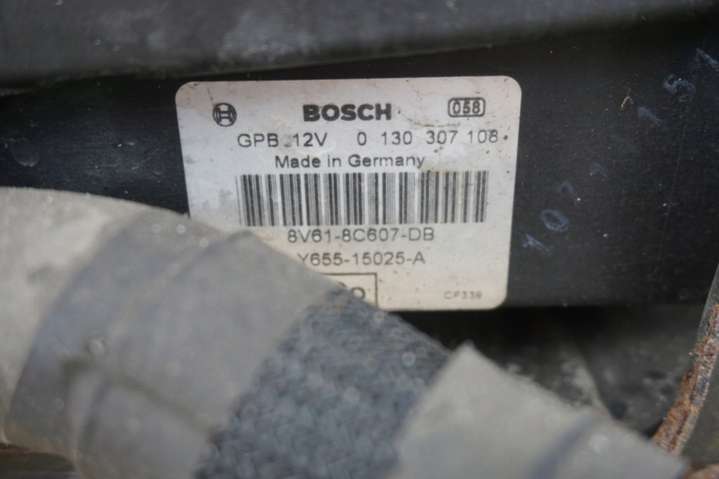 BOSCH 058
GPB 12V 0 130 307 108
Made in Germany
8V61-8C607-DB
Y655-15025-A
CF339